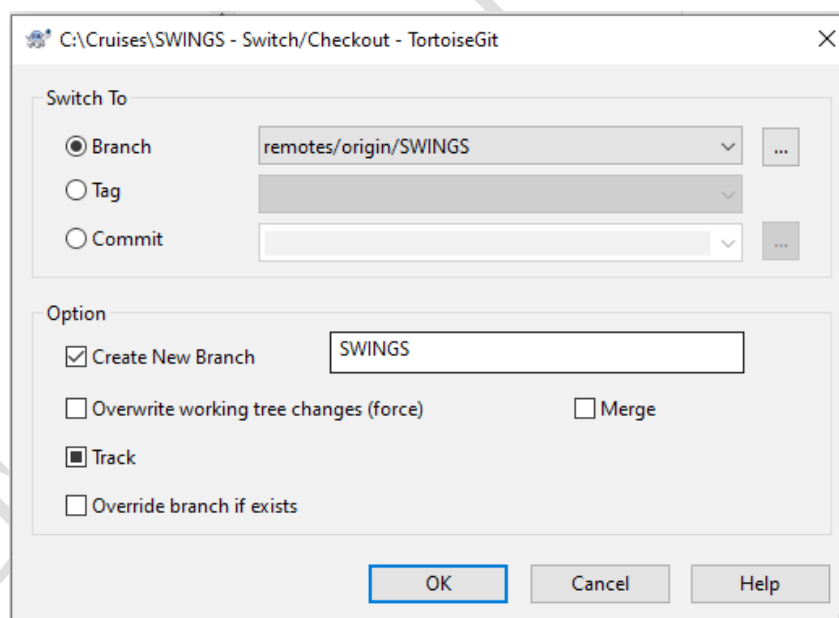 C:\Cruises\SWINGS - Switch/Checkout - TortoiseGit
Switch To
Branch
remotes/origin/SWINGS
...
Tag
Commit
...
Option
Create New Branch
SWINGS
Overwrite working tree changes (force)
Merge
Track
Override branch if exists
OK
Cancel
Help